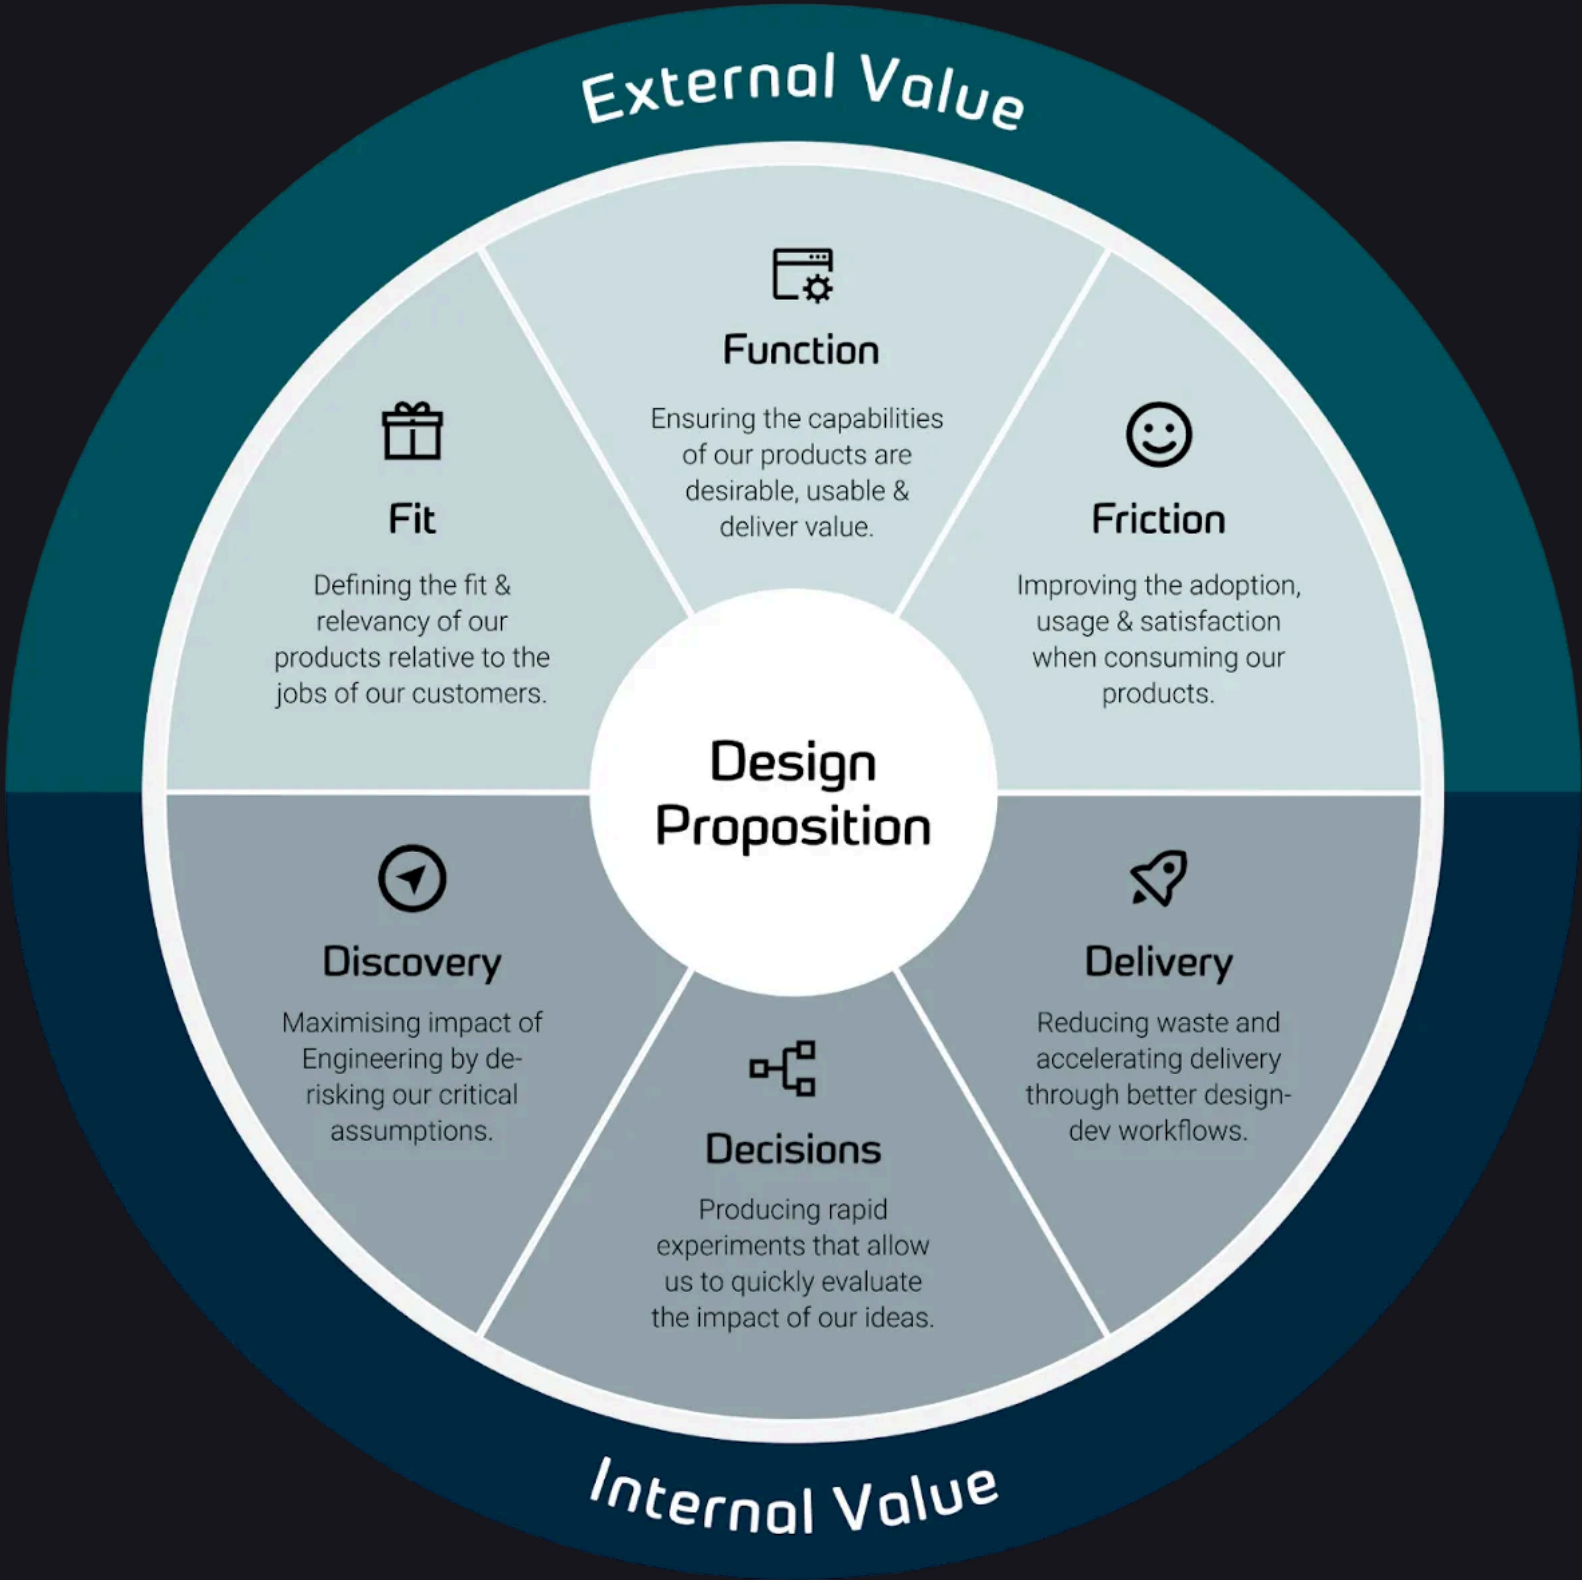 External Value
Function
Ensuring the capabilities
of our products are
desirable, usable &
deliver value.
Fit
Defining the fit &
relevancy of our
products relative to the
jobs of our customers.
Friction
Improving the adoption,
usage & satisfaction
when consuming our
products.
Design
Proposition
Discovery
Maximising impact of
Engineering by de-
risking our critical
assumptions.
Delivery
Reducing waste and
accelerating delivery
through better design-
dev workflows.
Decisions
Producing rapid
experiments that allow
us to quickly evaluate
the impact of our ideas.
Internal Value